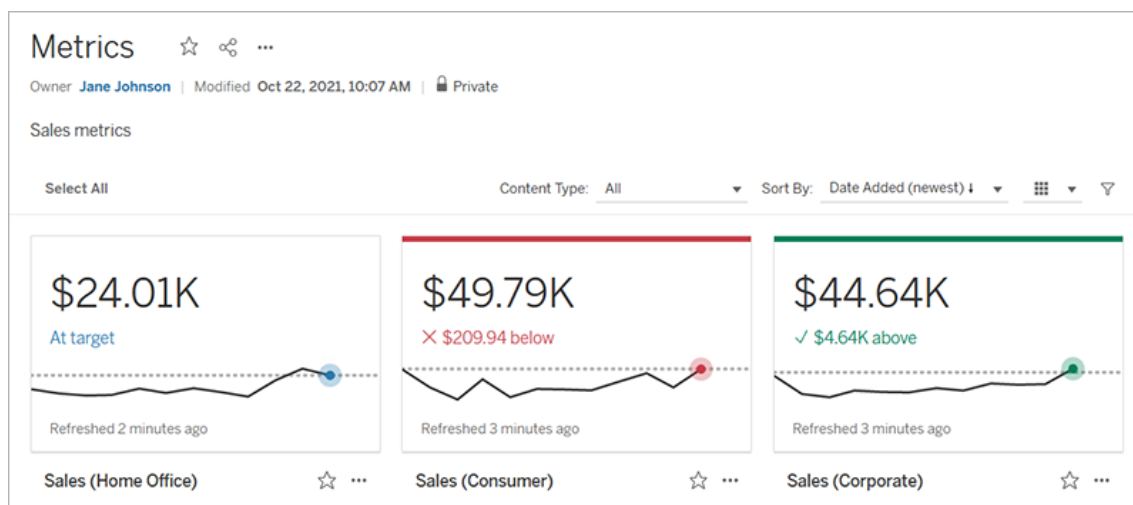 Metrics
Owner Jane Johnson | Modified Oct 22, 2021, 10:07 AM | Private
Sales metrics
Select All Content Type: All Sort By: Date Added (newest) ↓
$24.01K $49.79K $44.64K
At target × $209.94 below ✓ $4.64K above
Refreshed 2 minutes ago Refreshed 3 minutes ago Refreshed 3 minutes ago
Sales (Home Office) Sales (Consumer) Sales (Corporate)